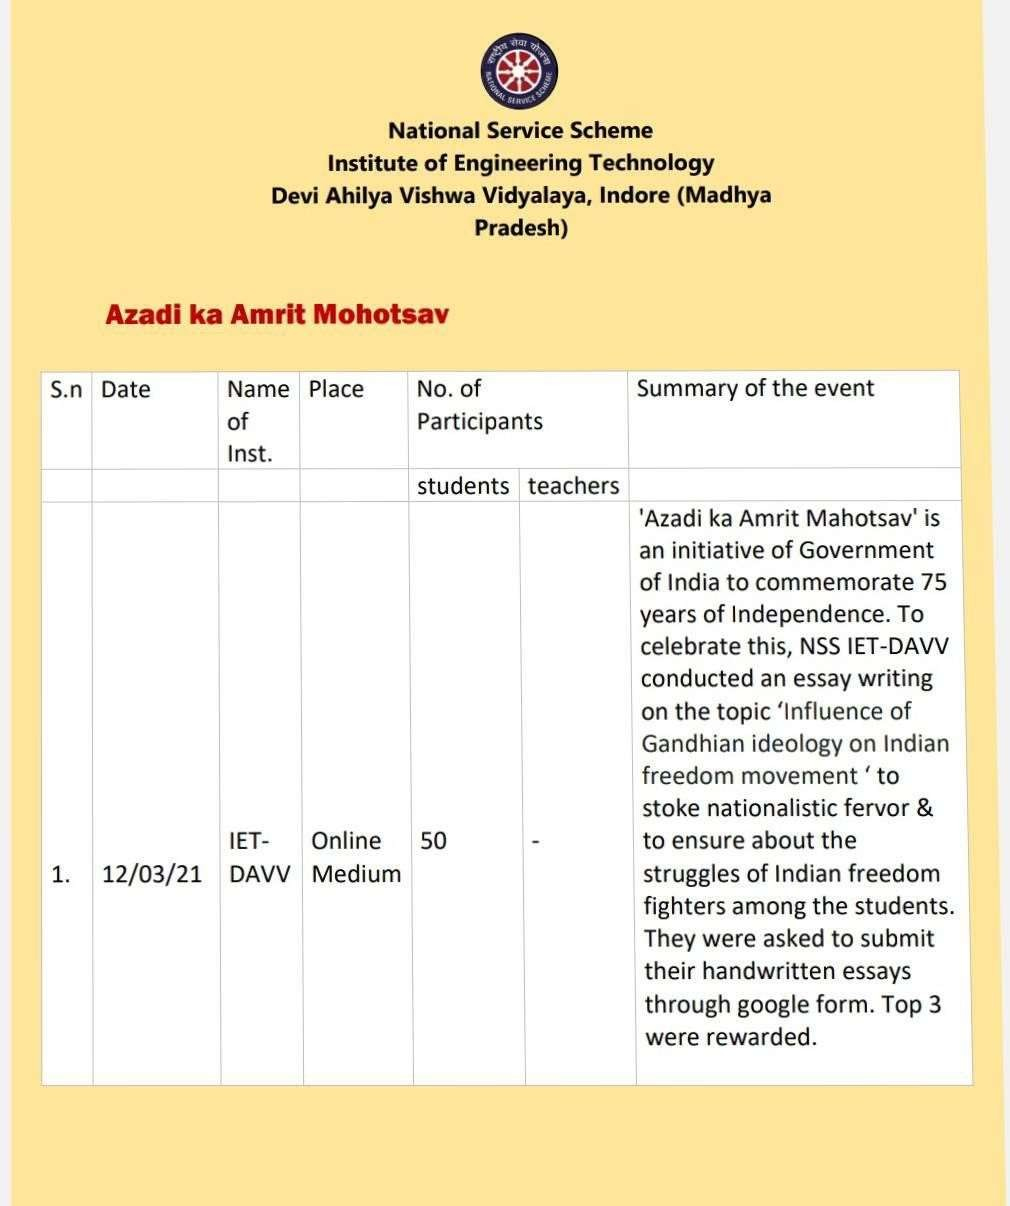 राष्ट्रीय सेवा योजना
NATIONAL SERVICE SCHEME
National Service Scheme
Institute of Engineering Technology
Devi Ahilya Vishwa Vidyalaya, Indore (Madhya
Pradesh)
Azadi ka Amrit Mohotsav
S.n Date Name Place No. of Summary of the event
of Participants
Inst.
students teachers
'Azadi ka Amrit Mahotsav' is
an initiative of Government
of India to commemorate 75
years of Independence. To
celebrate this, NSS IET-DAVV
conducted an essay writing
on the topic ‘Influence of
Gandhian ideology on Indian
freedom movement ‘ to
stoke nationalistic fervor &
IET- Online 50 - to ensure about the
1. 12/03/21 DAVV Medium struggles of Indian freedom
fighters among the students.
They were asked to submit
their handwritten essays
through google form. Top 3
were rewarded.